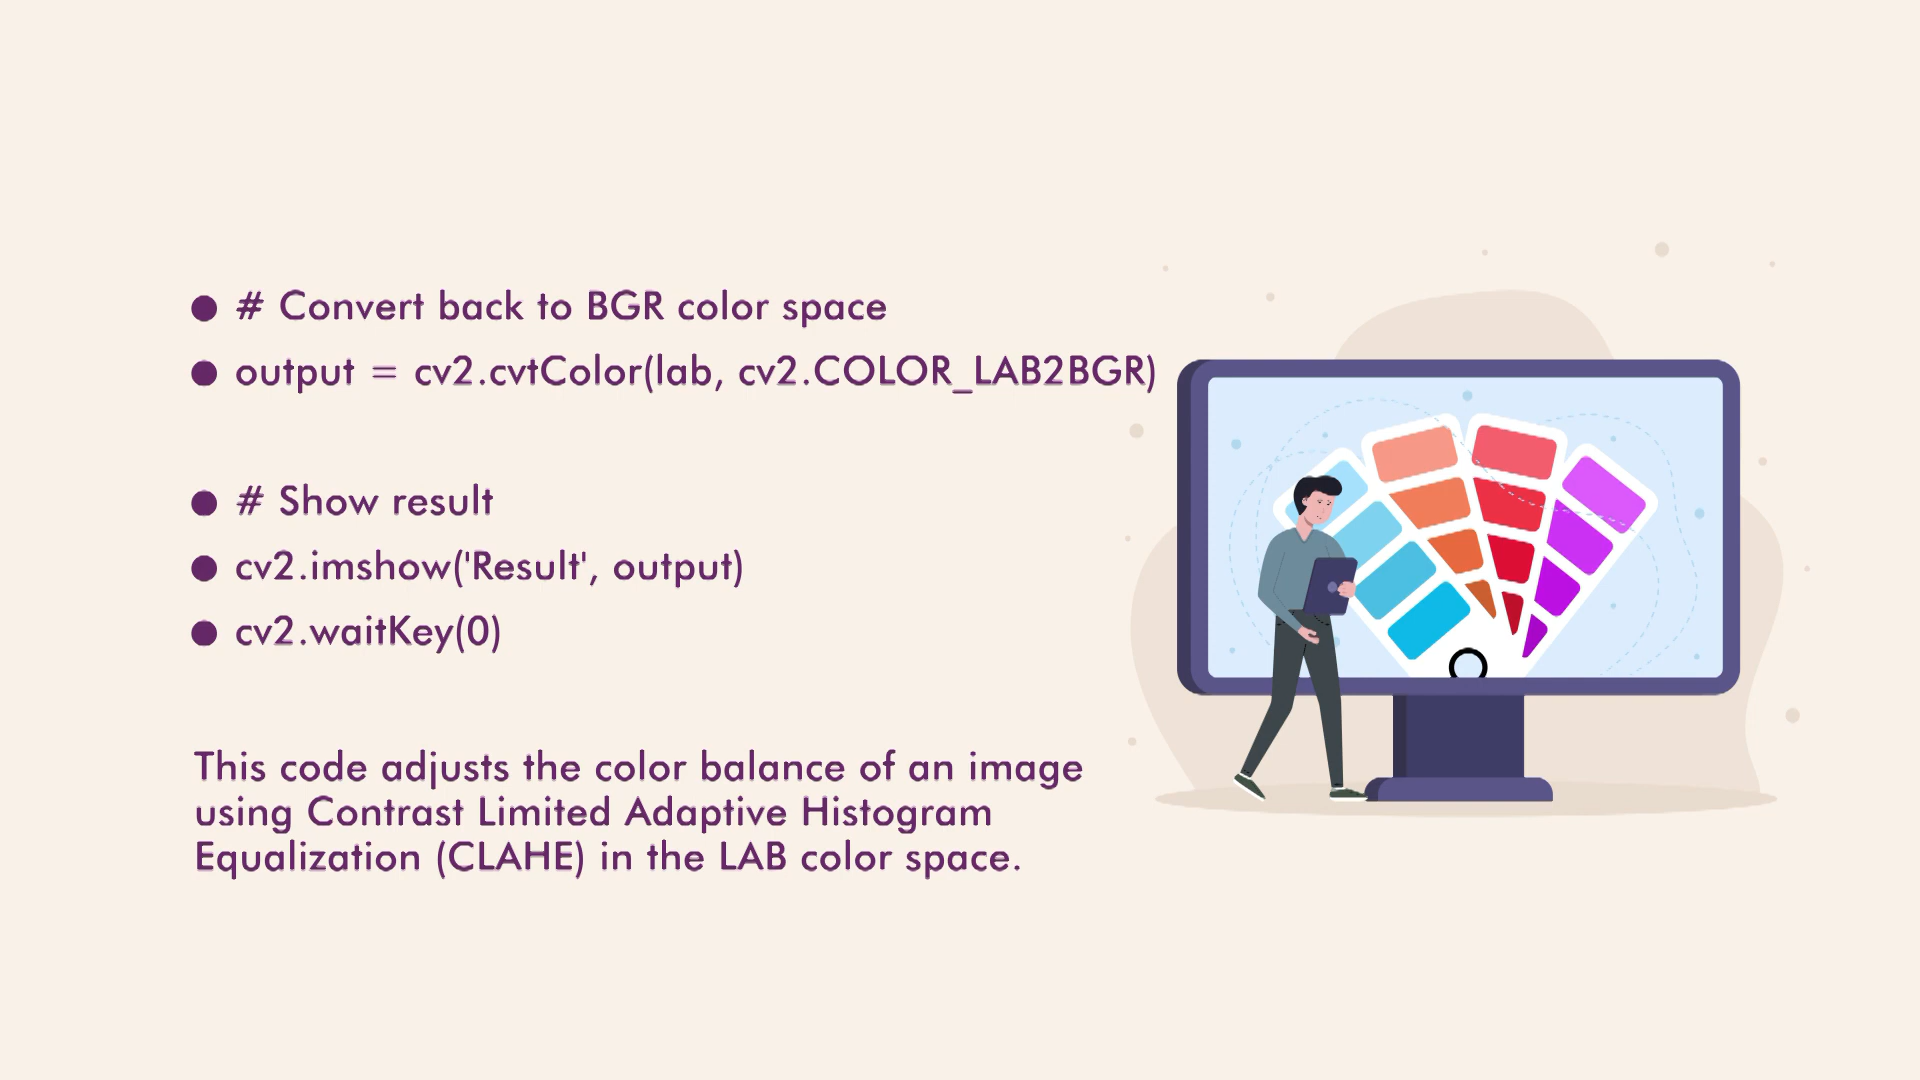 ● # Convert back to BGR color space
● output = cv2.cvtColor(lab, cv2.COLOR_LAB2BGR)
● # Show result
● cv2.imshow('Result', output)
● cv2.waitKey(0)
This code adjusts the color balance of an image
using Contrast Limited Adaptive Histogram
Equalization (CLAHE) in the LAB color space.